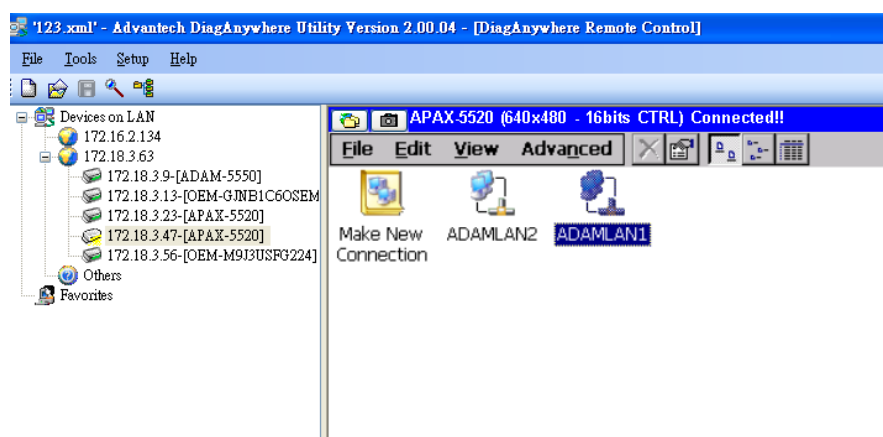 '123.xml' - Advantech DiagAnywhere Utility Version 2.00.04 - [DiagAnywhere Remote Control]
File Tools Setup Help
Devices on LAN
172.16.2.134
172.18.3.63
172.18.3.9-[ADAM-5550]
172.18.3.13-[OEM-GJNB1C6OSEM
172.18.3.23-[APAX-5520]
172.18.3.47-[APAX-5520]
172.18.3.56-[OEM-M9J3USFG224]
Others
Favorites
APAX-5520 (640x480 - 16bits CTRL) Connected!!
File Edit View Advanced
Make New Connection
ADAMLAN2
ADAMLAN1